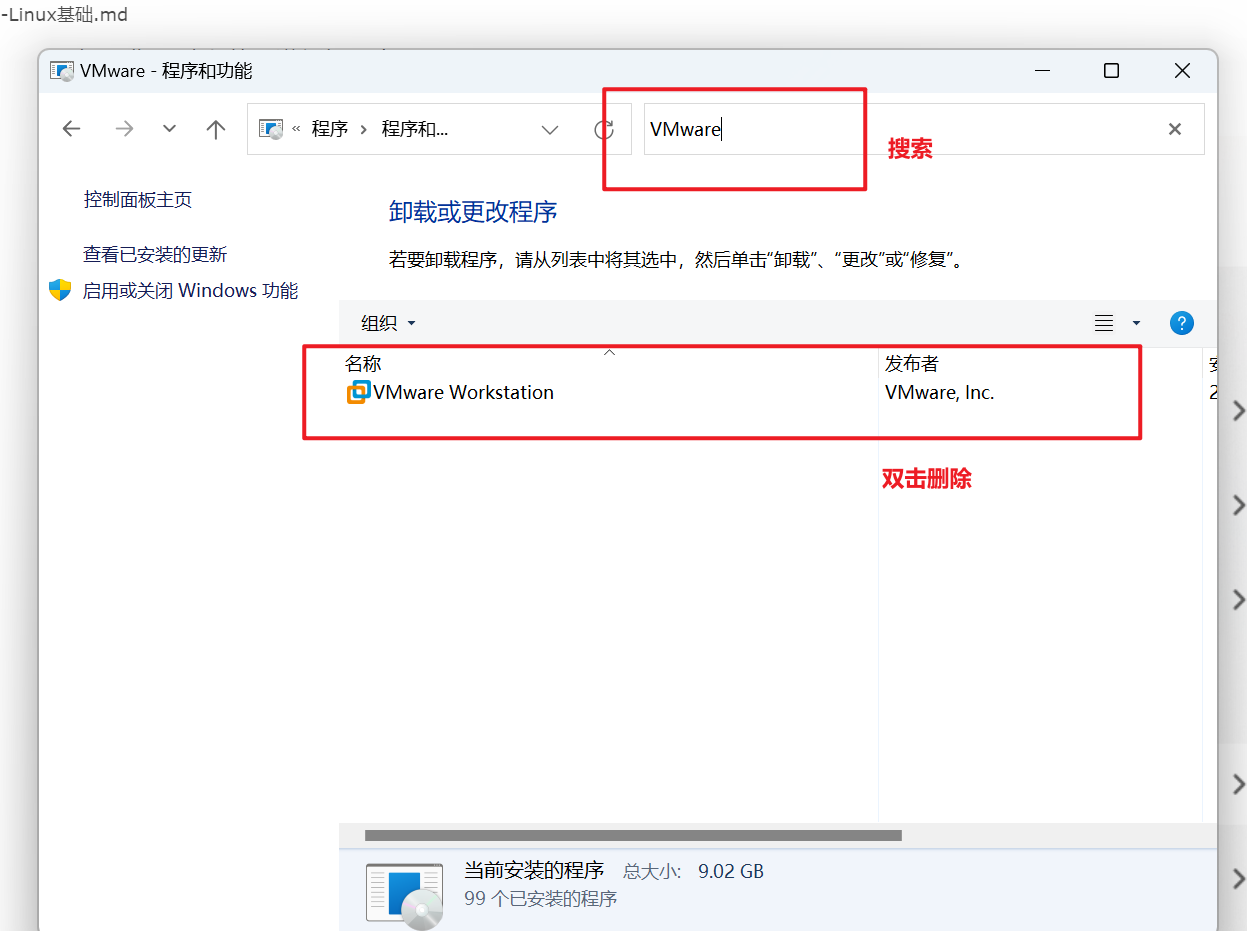 -Linux基础.md
VMware - 程序和功能
« 程序 › 程序和...
VMware
搜索
控制面板主页
卸载或更改程序
查看已安装的更新
若要卸载程序，请从列表中将其选中，然后单击“卸载”、“更改”或“修复”。
启用或关闭 Windows 功能
组织
名称 发布者
VMware Workstation VMware, Inc.
双击删除
当前安装的程序 总大小: 9.02 GB
99 个已安装的程序